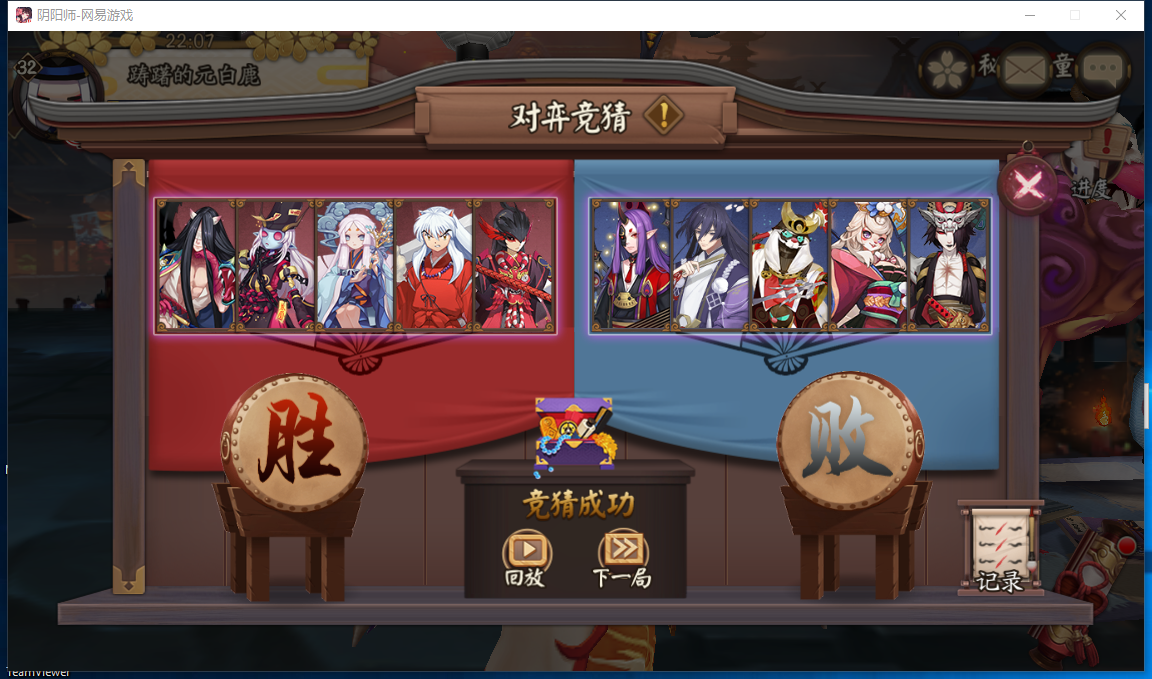 阴阳师-网易游戏
22:07
32
踌躇的元白鹿
秘
童
对弈竞猜
进度
胜
败
竞猜成功
回放
下一局
记录
TeamViewer